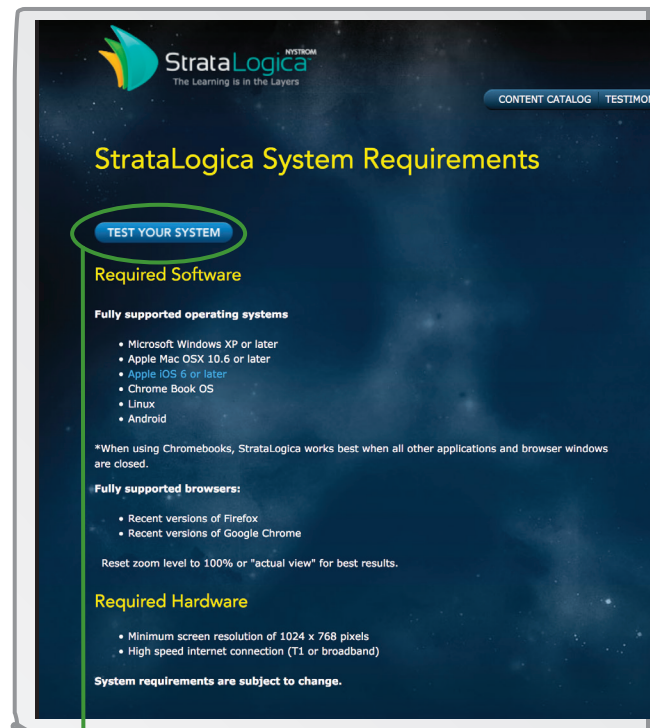 NYSTROM
StrataLogica™
The Learning is in the Layers
CONTENT CATALOG TESTIMO
StrataLogica System Requirements
TEST YOUR SYSTEM
Required Software
Fully supported operating systems
• Microsoft Windows XP or later
• Apple Mac OSX 10.6 or later
• Apple iOS 6 or later
• Chrome Book OS
• Linux
• Android
*When using Chromebooks, StrataLogica works best when all other applications and browser windows
are closed.
Fully supported browsers:
• Recent versions of Firefox
• Recent versions of Google Chrome
Reset zoom level to 100% or "actual view" for best results.
Required Hardware
• Minimum screen resolution of 1024 x 768 pixels
• High speed internet connection (T1 or broadband)
System requirements are subject to change.